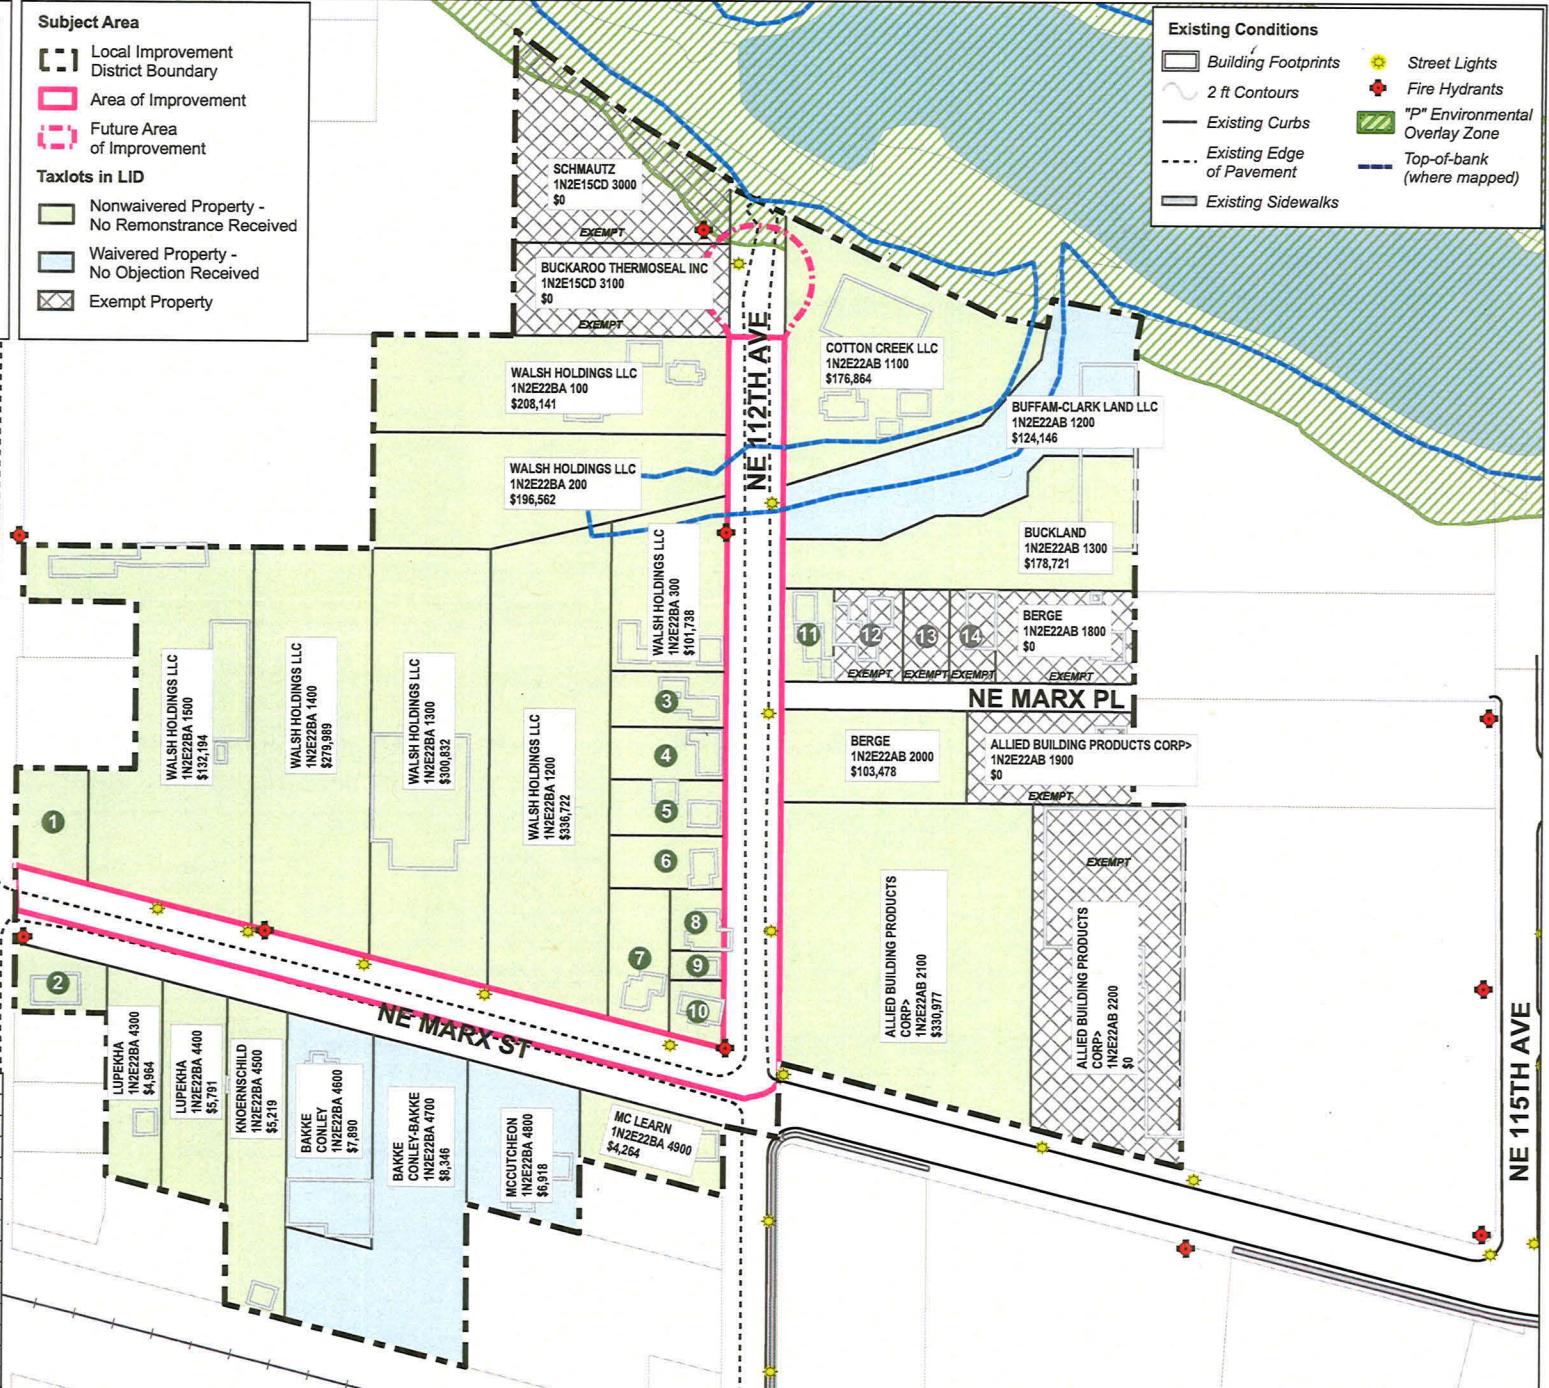 Subject Area
Local Improvement
District Boundary
Area of Improvement
Future Area
of Improvement
Taxlots in LID
Nonwaivered Property -
No Remonstrance Received
Waivered Property -
No Objection Received
Exempt Property
Existing Conditions
Building Footprints
2 ft Contours
Existing Curbs
Existing Edge
of Pavement
Existing Sidewalks
Street Lights
Fire Hydrants
"P" Environmental
Overlay Zone
Top-of-bank
(where mapped)
SCHMAUTZ
1N2E15CD 3000
$0
EXEMPT
BUCKAROO THERMOSEAL INC
1N2E15CD 3100
$0
EXEMPT
NE 112TH AVE
WALSH HOLDINGS LLC
1N2E22BA 100
$208,141
COTTON CREEK LLC
1N2E22AB 1100
$176,864
BUFFAM-CLARK LAND LLC
1N2E22AB 1200
$124,146
WALSH HOLDINGS LLC
1N2E22BA 200
$196,562
BUCKLAND
1N2E22AB 1300
$178,721
WALSH HOLDINGS LLC
1N2E22BA 300
$101,738
11
12
13
14
EXEMPT
EXEMPT
EXEMPT
BERGE
1N2E22AB 1800
$0
EXEMPT
NE MARX PL
WALSH HOLDINGS LLC
1N2E22BA 1500
$132,194
WALSH HOLDINGS LLC
1N2E22BA 1400
$279,989
WALSH HOLDINGS LLC
1N2E22BA 1300
$300,832
WALSH HOLDINGS LLC
1N2E22BA 1200
$336,722
3
4
5
6
7
8
9
10
1
2
BERGE
1N2E22AB 2000
$103,478
ALLIED BUILDING PRODUCTS CORP>
1N2E22AB 1900
$0
EXEMPT
EXEMPT
ALLIED BUILDING PRODUCTS
CORP>
1N2E22AB 2100
$330,977
ALLIED BUILDING PRODUCTS
CORP>
1N2E22AB 2200
$0
NE MARX ST
LUPEKHA
1N2E22BA 4300
$4,964
LUPEKHA
1N2E22BA 4400
$5,791
KNOERNSCHILD
1N2E22BA 4500
$5,219
BAKKE
CONLEY
1N2E22BA 4600
$7,890
BAKKE
CONLEY-BAKKE
1N2E22BA 4700
$8,346
MCCUTCHEON
1N2E22BA 4800
$6,918
MC LEARN
1N2E22BA 4900
$4,264
NE 115TH AVE